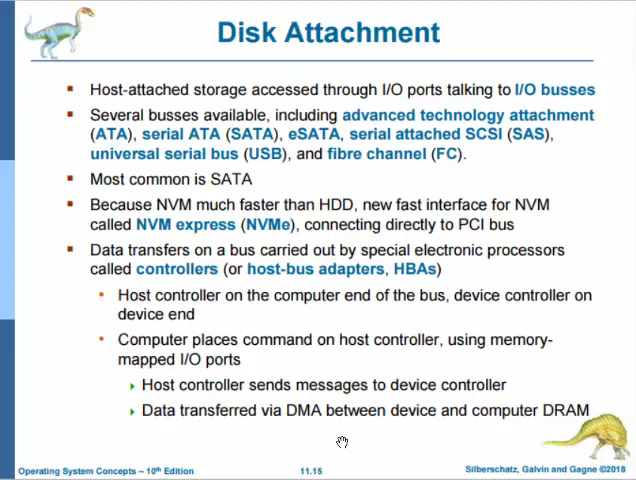 Disk Attachment
▪ Host-attached storage accessed through I/O ports talking to I/O busses
▪ Several busses available, including advanced technology attachment
(ATA), serial ATA (SATA), eSATA, serial attached SCSI (SAS),
universal serial bus (USB), and fibre channel (FC).
▪ Most common is SATA
▪ Because NVM much faster than HDD, new fast interface for NVM
called NVM express (NVMe), connecting directly to PCI bus
▪ Data transfers on a bus carried out by special electronic processors
called controllers (or host-bus adapters, HBAs)
• Host controller on the computer end of the bus, device controller on
device end
• Computer places command on host controller, using memory-
mapped I/O ports
▸ Host controller sends messages to device controller
▸ Data transferred via DMA between device and computer DRAM
Operating System Concepts – 10th Edition
11.15
Silberschatz, Galvin and Gagne ©2018